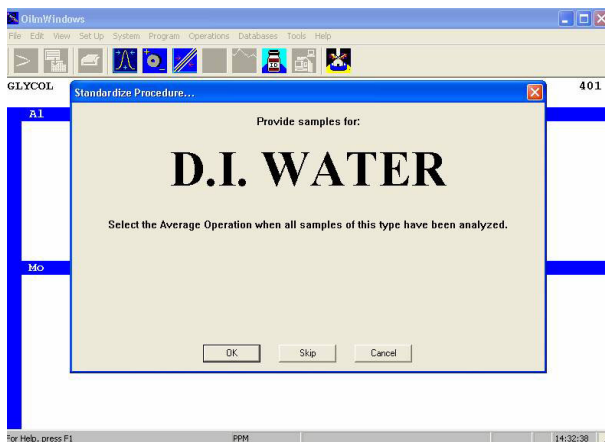 OilmWindows
File Edit View Set Up System Program Operations Databases Tools Help
GLYCOL 401
Standardize Procedure...
Al
Provide samples for:
D.I. WATER
Select the Average Operation when all samples of this type have been analyzed.
Mo
OK Skip Cancel
For Help, press F1 PPM 14:32:38